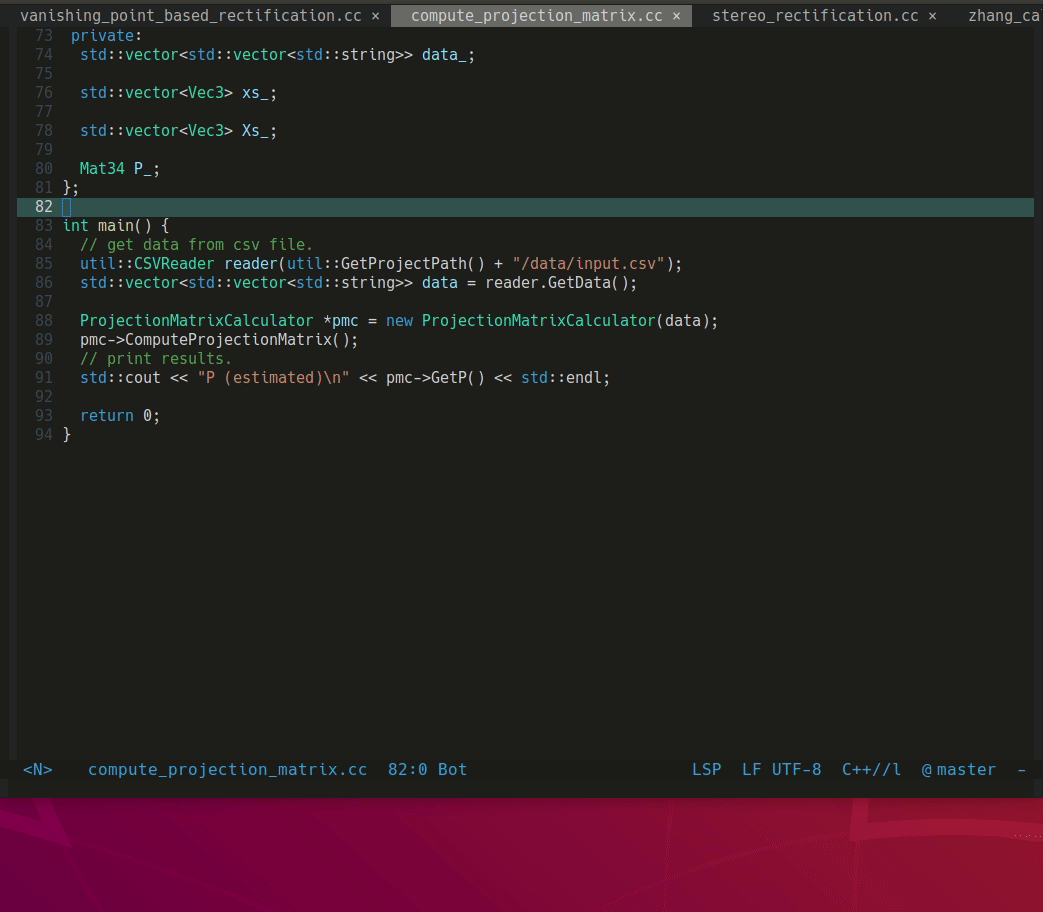 vanishing_point_based_rectification.cc × compute_projection_matrix.cc × stereo_rectification.cc × zhang_ca
73 private:
74 std::vector<std::vector<std::string>> data_;
75
76 std::vector<Vec3> xs_;
77
78 std::vector<Vec3> Xs_;
79
80 Mat34 P_;
81 };
82
83 int main() {
84 // get data from csv file.
85 util::CSVReader reader(util::GetProjectPath() + "/data/input.csv");
86 std::vector<std::vector<std::string>> data = reader.GetData();
87
88 ProjectionMatrixCalculator *pmc = new ProjectionMatrixCalculator(data);
89 pmc->ComputeProjectionMatrix();
90 // print results.
91 std::cout << "P (estimated)\n" << pmc->GetP() << std::endl;
92
93 return 0;
94 }
<N> compute_projection_matrix.cc 82:0 Bot LSP LF UTF-8 C++//l @master -